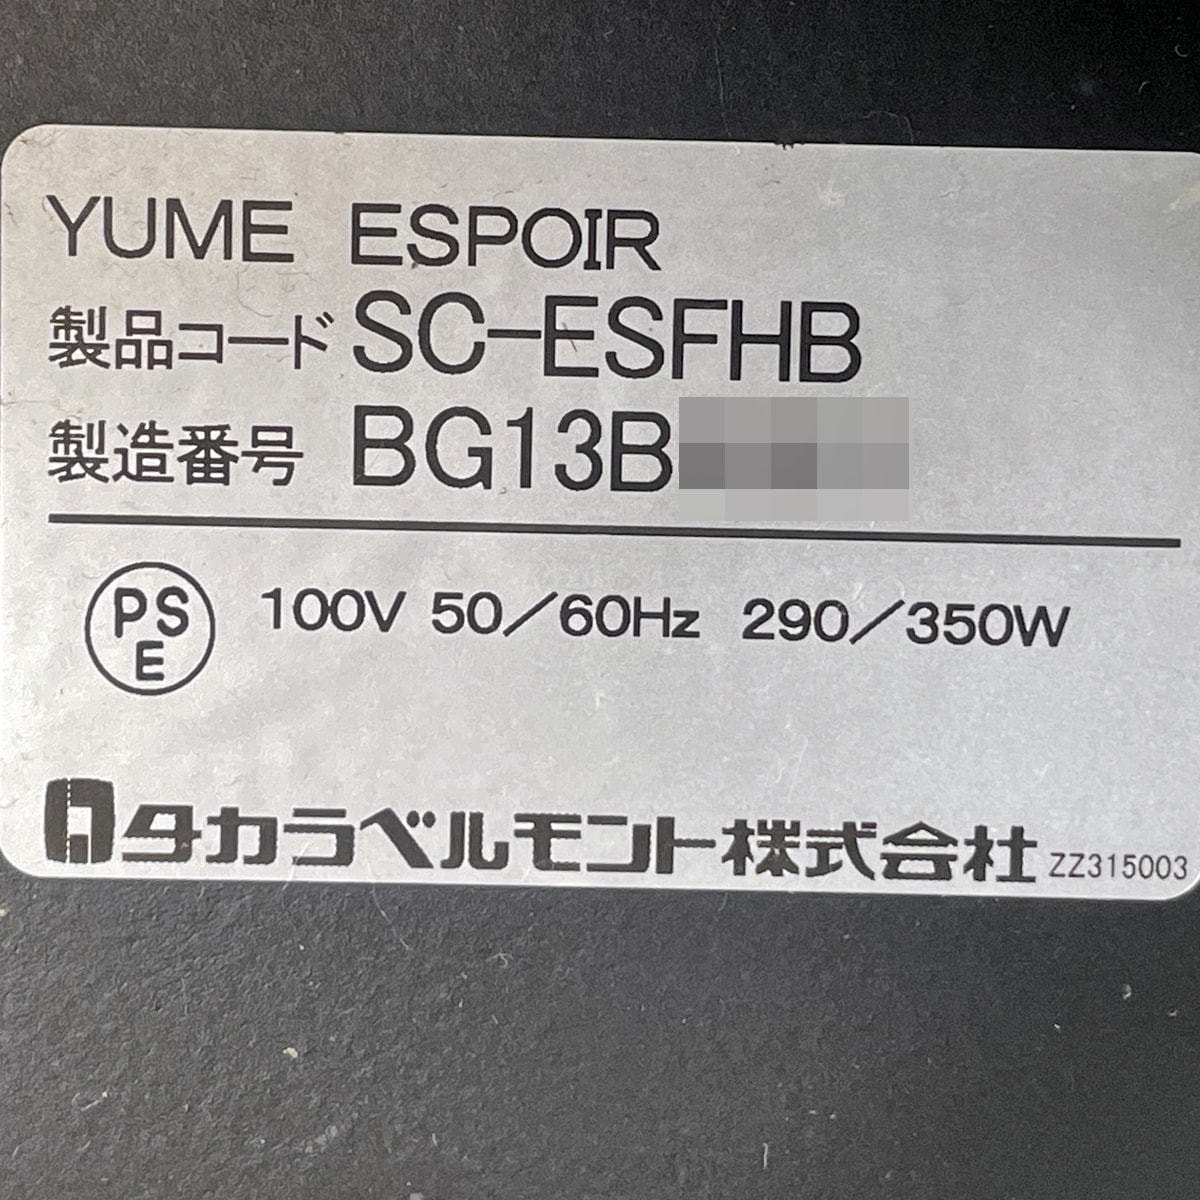 YUME ESPOIR
製品コード SC-ESFHB
製造番号 BG13B
PS
E
100V 50/60Hz 290/350W
タカラベルモント株式会社 ZZ315003